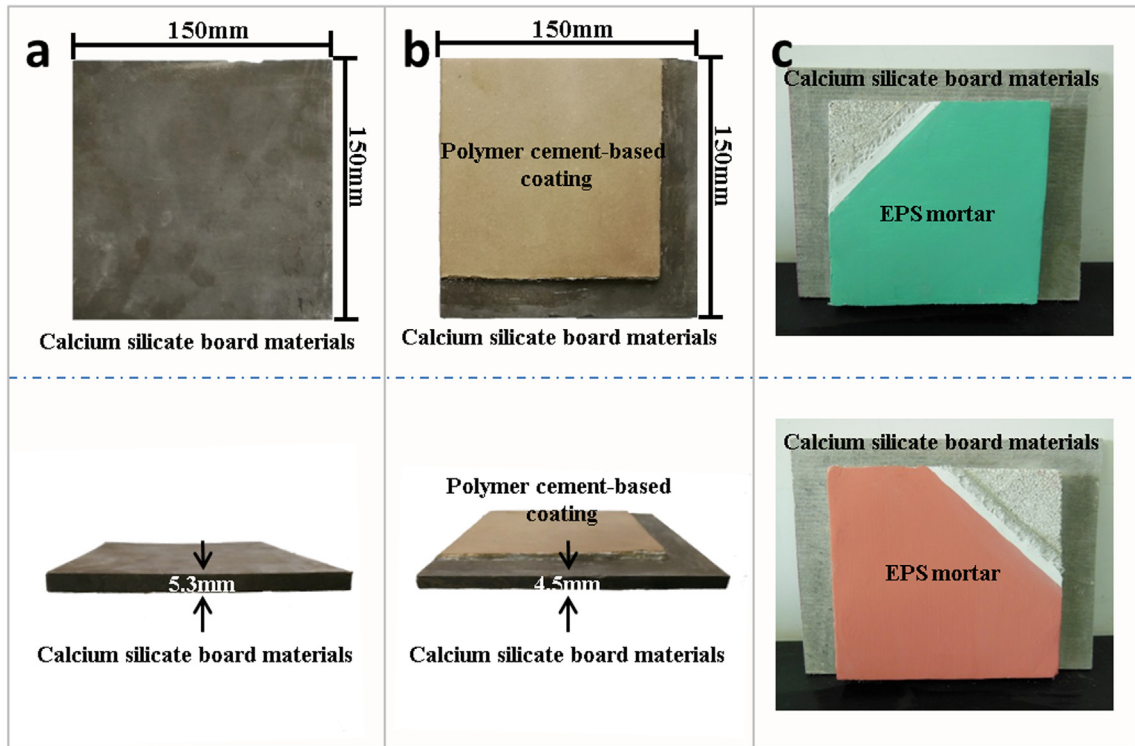 a
150mm
150mm
Calcium silicate board materials
b
150mm
150mm
Polymer cement-based
coating
Calcium silicate board materials
c
Calcium silicate board materials
EPS mortar
5.3mm
Calcium silicate board materials
Polymer cement-based
coating
4.5mm
Calcium silicate board materials
Calcium silicate board materials
EPS mortar